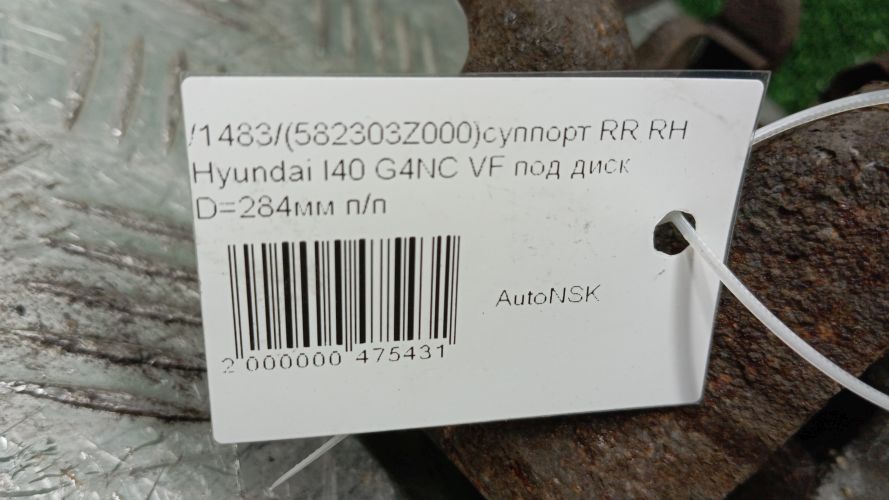 /1483/(582303Z000)суппорт RR RH
Hyundai I40 G4NC VF под диск
D=284мм п/п
AutoNSK
2 000000 475431